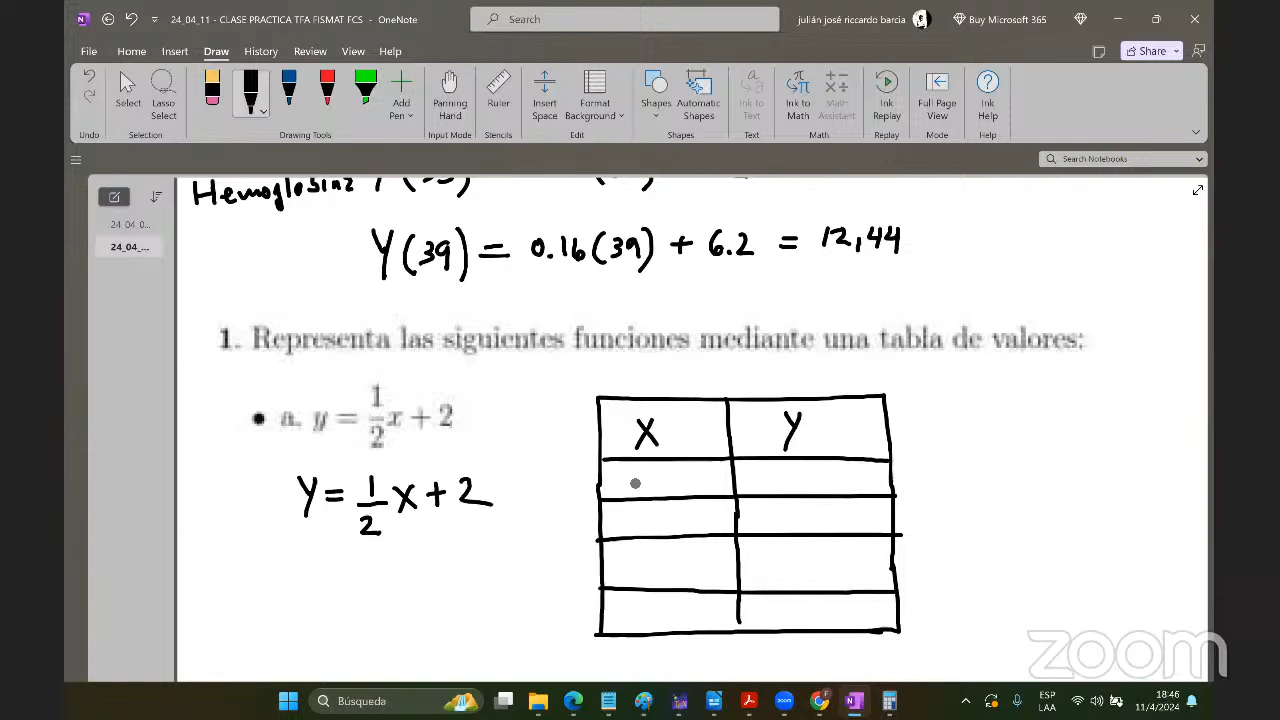 24_04_11 - CLASE PRACTICA TFA FISMAT FCS - OneNote
Search
julián josé riccardo barcia
Buy Microsoft 365
File Home Insert Draw History Review View Help
Share
Select
Lasso Select
Add Pen
Panning Hand
Ruler
Insert Space
Format Background
Shapes
Automatic Shapes
Ink to Text
Ink to Math
Math Assistant
Ink Replay
Full Page View
Ink Help
Undo
Selection
Drawing Tools
Input Mode
Stencils
Edit
Shapes
Text
Math
Replay
Mode
Help
Search Notebooks
24_04_0...
24_04_...
Y(39) = 0.16(39) + 6.2 = 12,44
1. Representa las siguientes funciones mediante una tabla de valores:
• a. y = 1/2 x + 2
Y = 1/2 X + 2
X Y
zoom
Búsqueda
ESP
LAA
18:46
11/4/2024